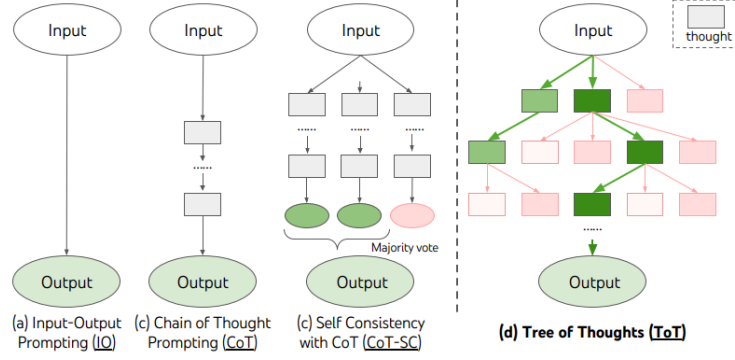 Input
Input
Input
Input
thought
......
......
......
......
......
Majority vote
Output
Output
Output
Output
(a) Input-Output
Prompting (IO)
(c) Chain of Thought
Prompting (CoT)
(c) Self Consistency
with CoT (CoT-SC)
(d) Tree of Thoughts (ToT)